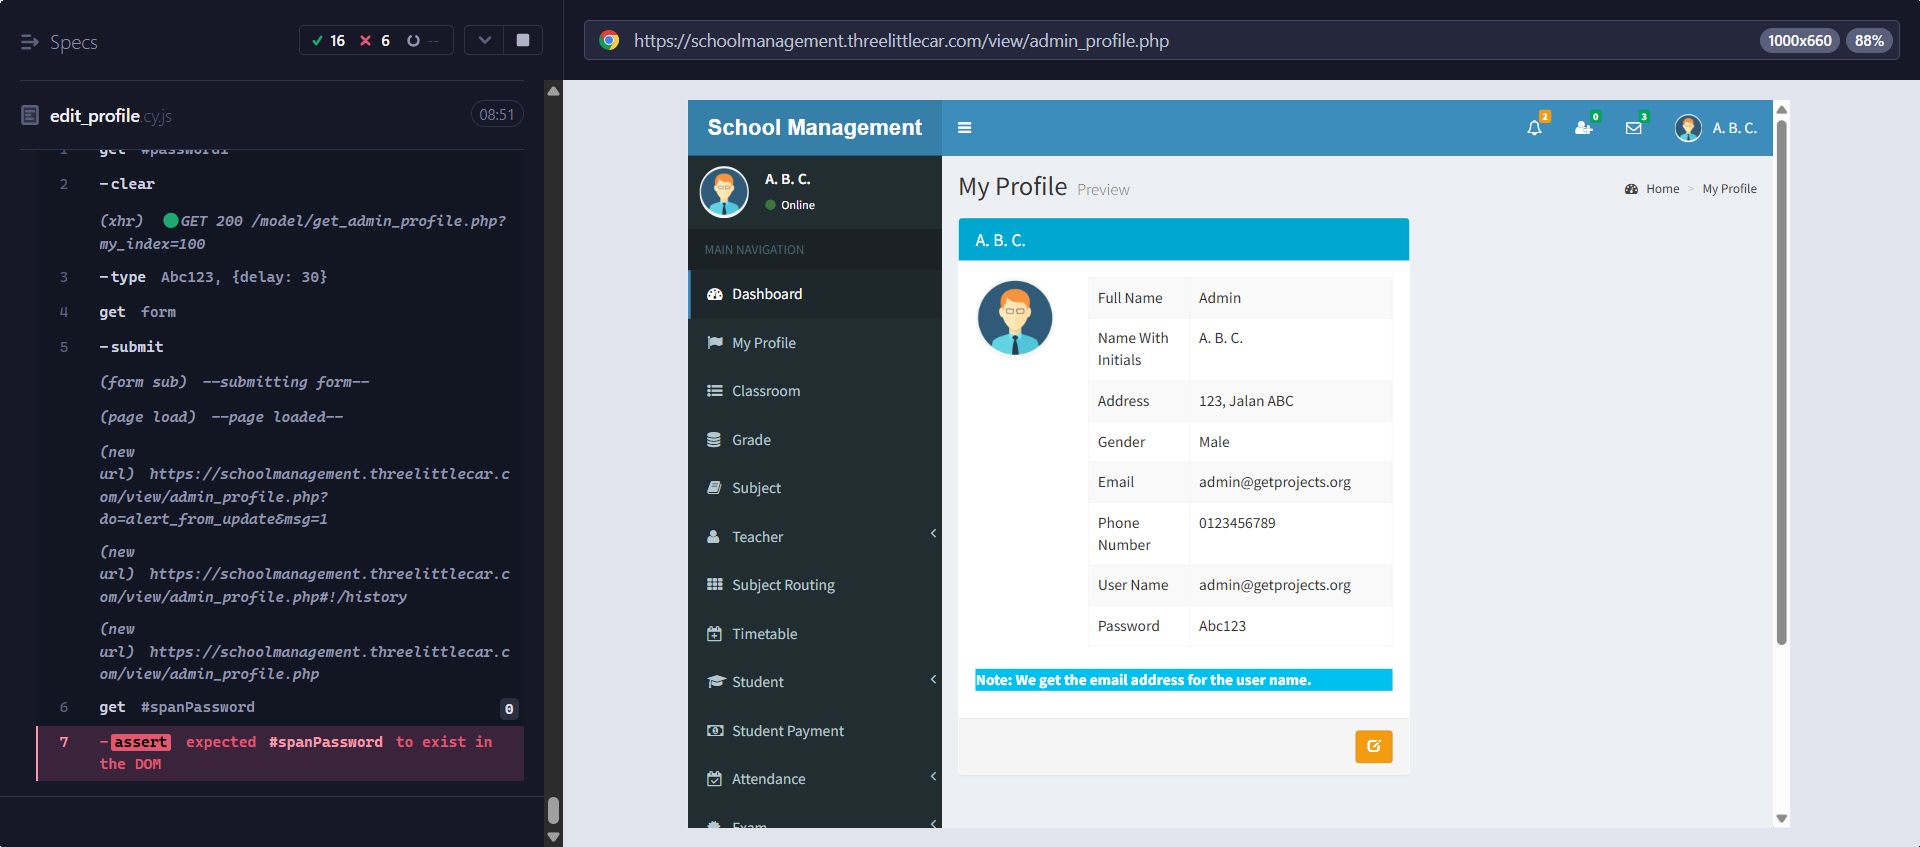 Specs
16 6 --
https://schoolmanagement.threelittlecar.com/view/admin_profile.php
1000x660 88%
edit_profile.cy.js
08:51
1 get #password1
2 -clear
(xhr) GET 200 /model/get_admin_profile.php?
my_index=100
3 -type Abc123, {delay: 30}
4 get form
5 -submit
(form sub) --submitting form--
(page load) --page loaded--
(new
url) https://schoolmanagement.threelittlecar.c
om/view/admin_profile.php?
do=alert_from_update&msg=1
(new
url) https://schoolmanagement.threelittlecar.c
om/view/admin_profile.php#!/history
(new
url) https://schoolmanagement.threelittlecar.c
om/view/admin_profile.php
6 get #spanPassword 0
7 -assert expected #spanPassword to exist in
the DOM
School Management
2 0 3
A. B. C.
A. B. C.
Online
MAIN NAVIGATION
Dashboard
My Profile
Classroom
Grade
Subject
Teacher
Subject Routing
Timetable
Student
Student Payment
Attendance
Exam
My Profile Preview
Home > My Profile
A. B. C.
Full Name Admin
Name With
Initials
A. B. C.
Address 123, Jalan ABC
Gender Male
Email admin@getprojects.org
Phone
Number
0123456789
User Name admin@getprojects.org
Password Abc123
Note: We get the email address for the user name.